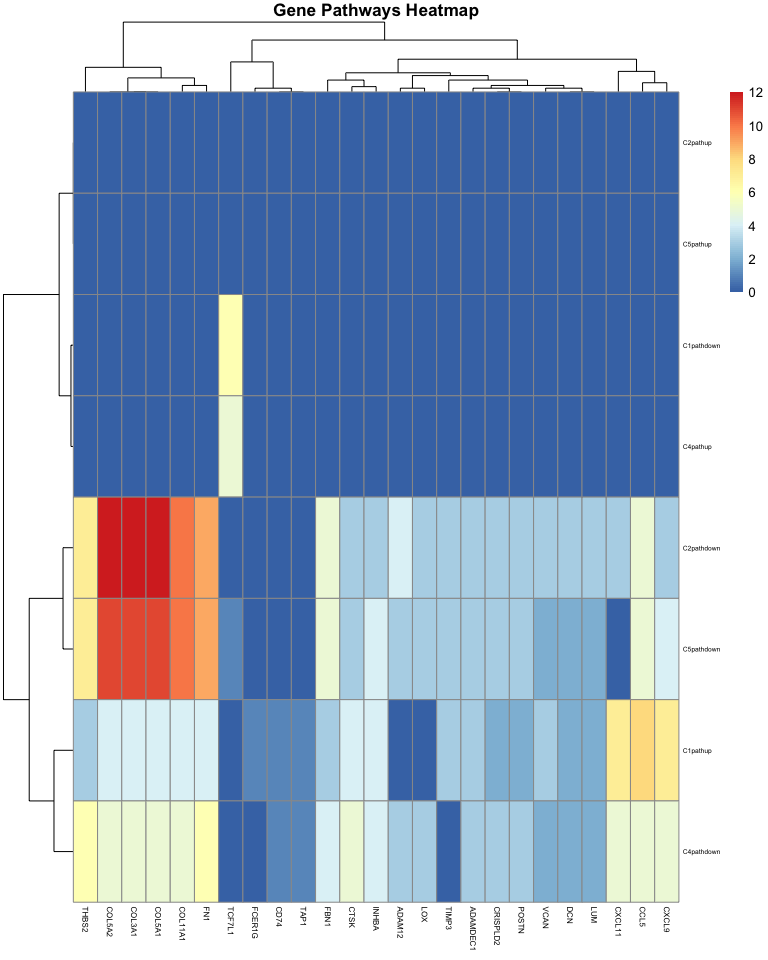 Gene Pathways Heatmap
12
10
8
6
4
2
0
C2pathup
C5pathup
C1pathdown
C4pathup
C2pathdown
C5pathdown
C1pathup
C4pathdown
THBS2
COL5A2
COL3A1
COL5A1
COL11A1
FN1
TCF7L1
FCER1G
CD74
TAP1
FBN1
CTSK
INHBA
ADAM12
LOX
TIMP3
ADAMDEC1
CRISPLD2
POSTN
VCAN
DCN
LUM
CXCL11
CCL5
CXCL9